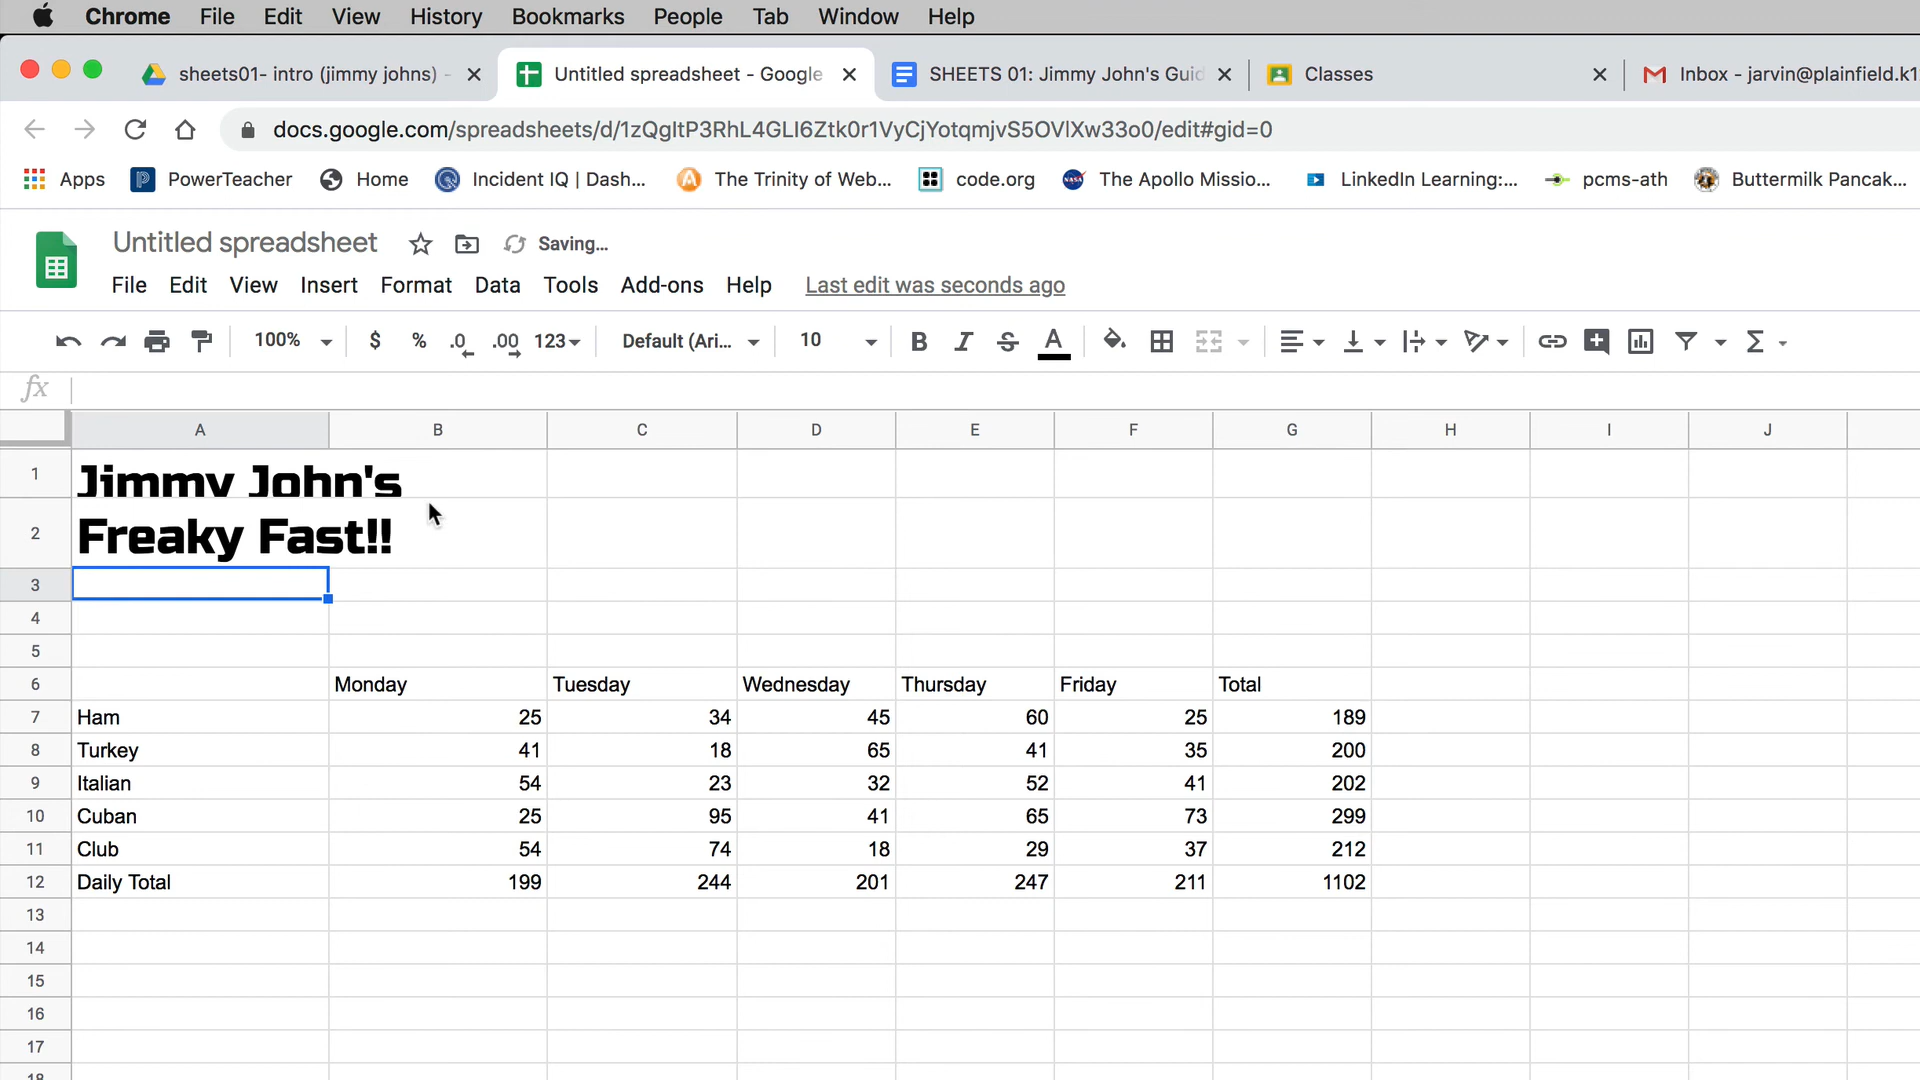 Chrome File Edit View History Bookmarks People Tab Window Help
sheets01- intro (jimmy johns) - Untitled spreadsheet - Google SHEETS 01: Jimmy John's Guid Classes Inbox - jarvin@plainfield.k1
docs.google.com/spreadsheets/d/1zQgItP3RhL4GLI6Ztk0r1VyCjYotqmjvS5OVlXw33o0/edit#gid=0
Apps PowerTeacher Home Incident IQ | Dash... The Trinity of Web... code.org The Apollo Missio... LinkedIn Learning:... pcms-ath Buttermilk Pancak...
Untitled spreadsheet Saving...
File Edit View Insert Format Data Tools Add-ons Help Last edit was seconds ago
100% $ % .0 .00 123 Default (Ari... 10 B I S A Σ
fx
A B C D E F G H I J
1 Jimmy John's
2 Freaky Fast!!
3
4
5
6 Monday Tuesday Wednesday Thursday Friday Total
7 Ham 25 34 45 60 25 189
8 Turkey 41 18 65 41 35 200
9 Italian 54 23 32 52 41 202
10 Cuban 25 95 41 65 73 299
11 Club 54 74 18 29 37 212
12 Daily Total 199 244 201 247 211 1102
13
14
15
16
17
18